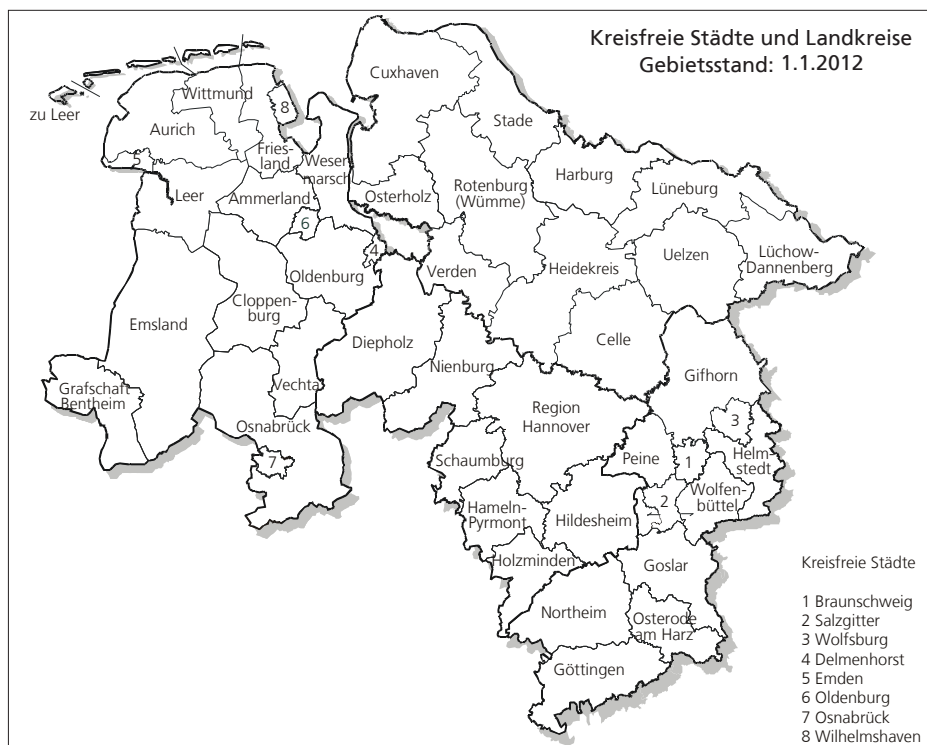 Kreisfreie Städte und Landkreise
Gebietsstand: 1.1.2012
zu Leer
Cuxhaven
Wittmund
8
Aurich
Stade
5
Fries-
land
Weser-
marsch
Harburg
Leer
Ammerland
Osterholz
Rotenburg
(Wümme)
Lüneburg
6
4
Oldenburg
Verden
Heidekreis
Uelzen
Lüchow-
Dannenberg
Cloppen-
burg
Emsland
Diepholz
Celle
Nienburg
Gifhorn
Grafschaft
Bentheim
Vechta
Region
Hannover
3
Osnabrück
7
Schaumburg
Peine
1
Helm-
stedt
2
Wolfen-
büttel
Hameln-
Pyrmont
Hildesheim
Holzminden
Goslar
Northeim
Osterode
am Harz
Göttingen
Kreisfreie Städte
1 Braunschweig
2 Salzgitter
3 Wolfsburg
4 Delmenhorst
5 Emden
6 Oldenburg
7 Osnabrück
8 Wilhelmshaven